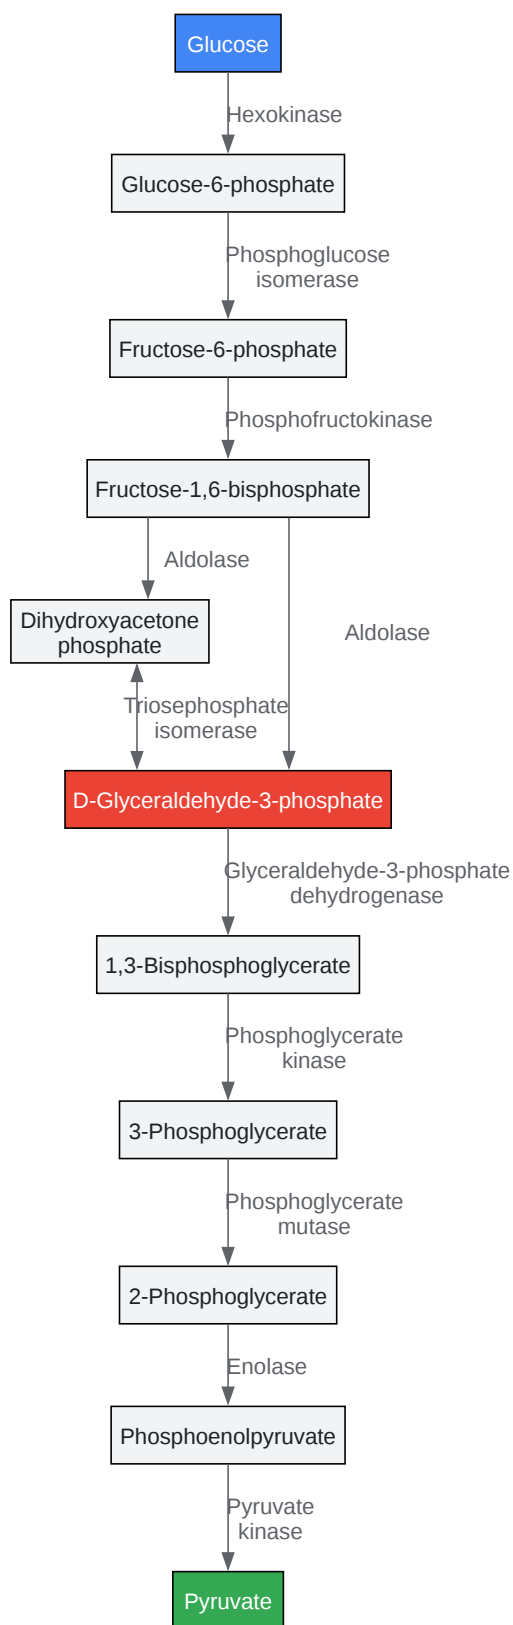 Glucose
Hexokinase
Glucose-6-phosphate
Phosphoglucose
isomerase
Fructose-6-phosphate
Phosphofructokinase
Fructose-1,6-bisphosphate
Aldolase
Dihydroxyacetone
phosphate
Aldolase
Triosephosphate
isomerase
D-Glyceraldehyde-3-phosphate
Glyceraldehyde-3-phosphate
dehydrogenase
1,3-Bisphosphoglycerate
Phosphoglycerate
kinase
3-Phosphoglycerate
Phosphoglycerate
mutase
2-Phosphoglycerate
Enolase
Phosphoenolpyruvate
Pyruvate
kinase
Pyruvate